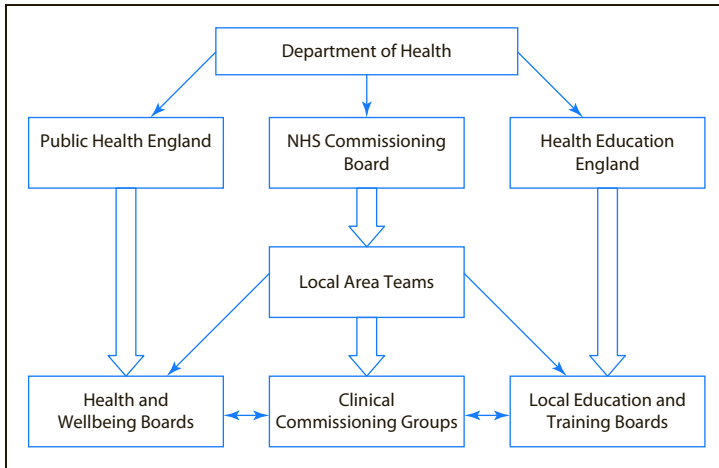 Department of Health
Public Health England
NHS Commissioning
Board
Health Education
England
Local Area Teams
Health and
Wellbeing Boards
Clinical
Commissioning Groups
Local Education and
Training Boards